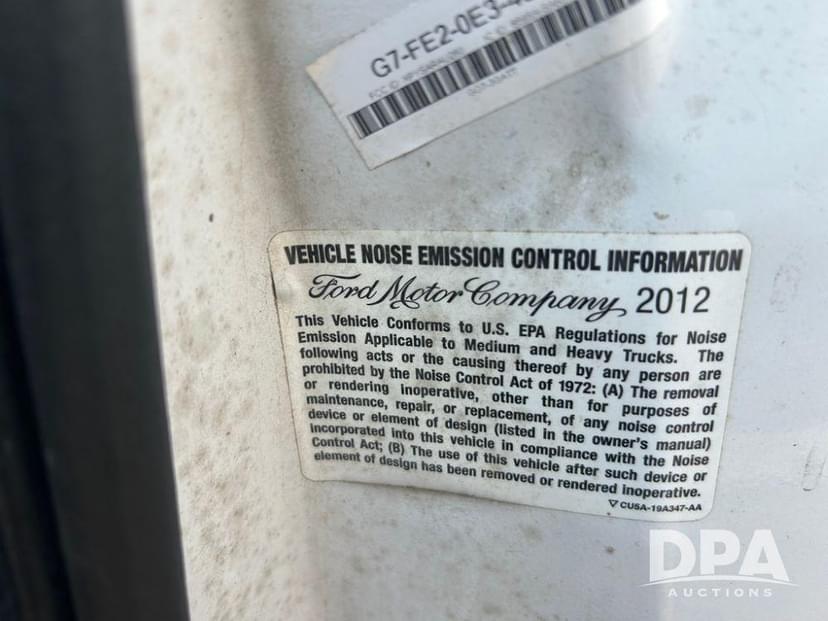 G7-FE2-0E3-4
FCC ID
VEHICLE NOISE EMISSION CONTROL INFORMATION
Ford Motor Company 2012
This Vehicle Conforms to U.S. EPA Regulations for Noise
Emission Applicable to Medium and Heavy Trucks. The
following acts or the causing thereof by any person are
prohibited by the Noise Control Act of 1972: (A) The removal
or rendering inoperative, other than for purposes of
maintenance, repair, or replacement, of any noise control
device or element of design (listed in the owner's manual)
incorporated into this vehicle in compliance with the Noise
Control Act; (B) The use of this vehicle after such device or
element of design has been removed or rendered inoperative.
CU5A-19A347-AA
DPA
AUCTIONS